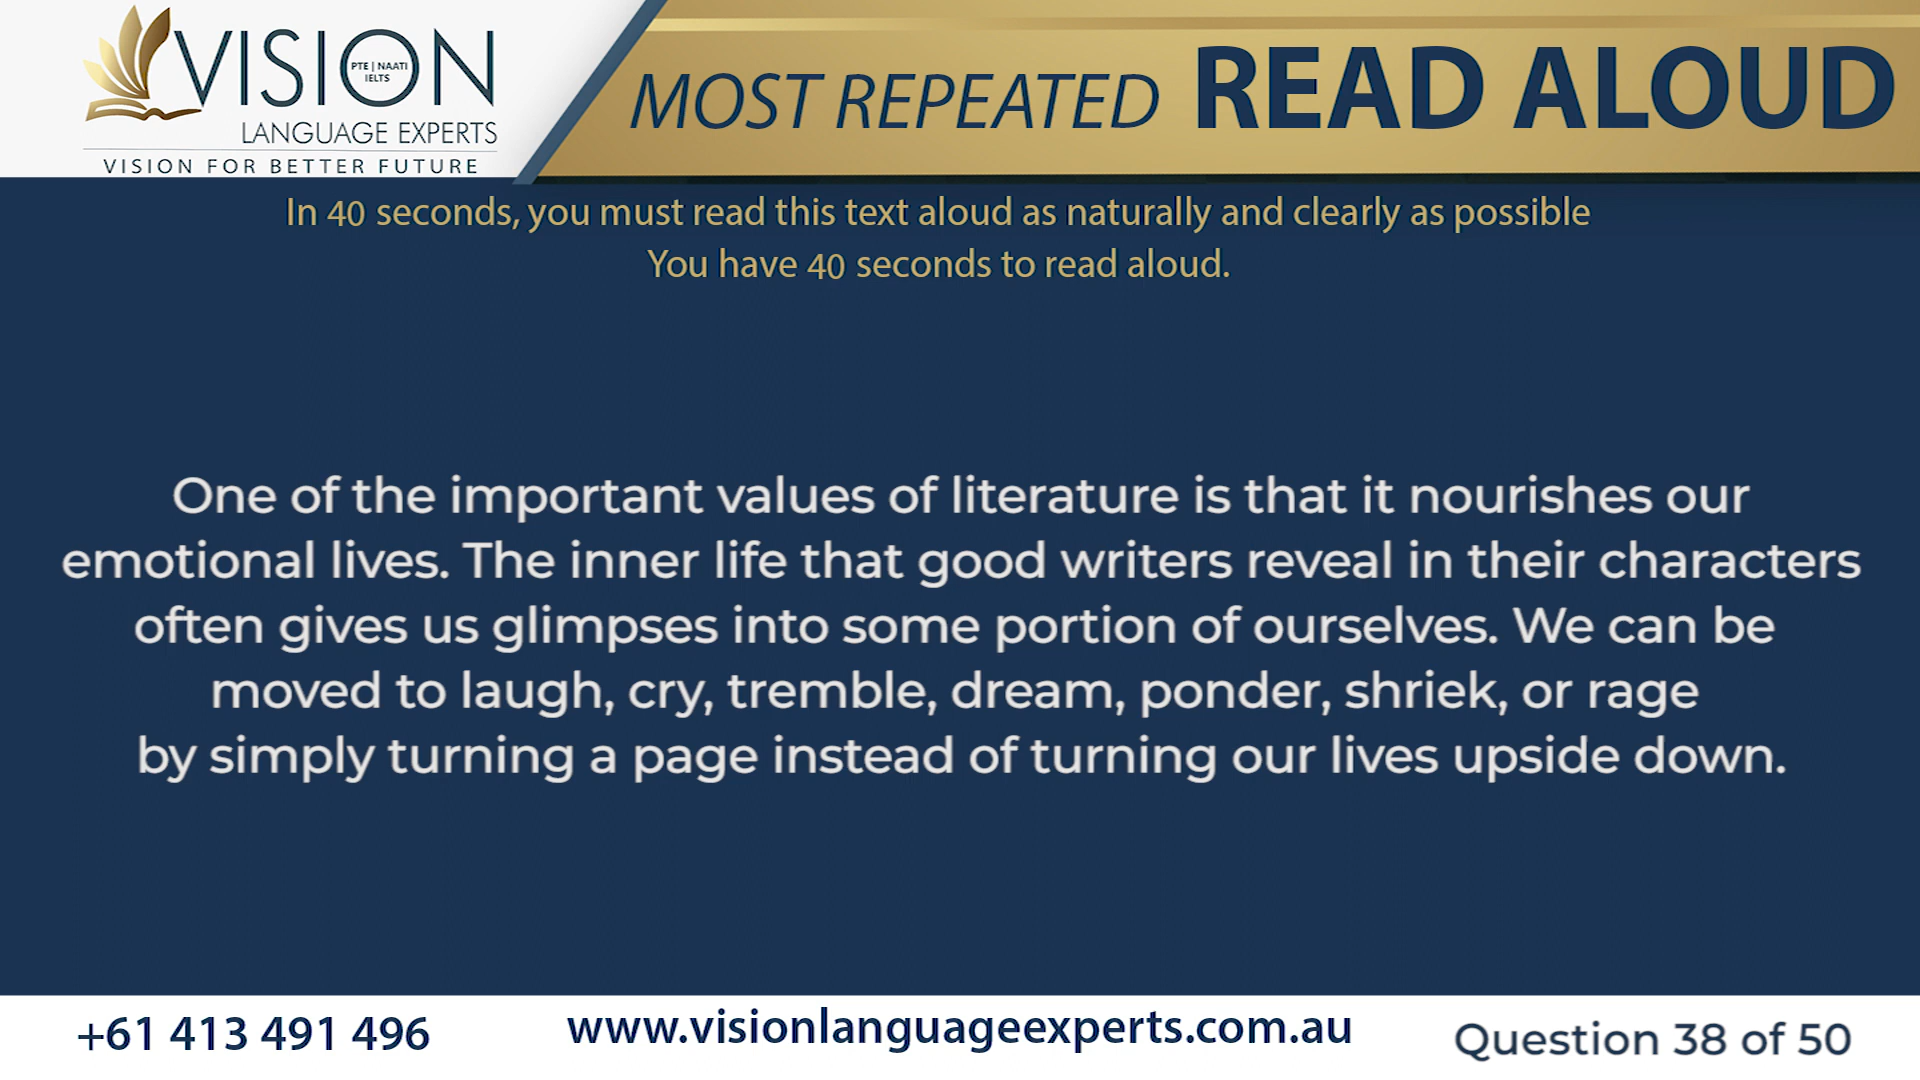 VISION
PTE | NAATI
IELTS
LANGUAGE EXPERTS
VISION FOR BETTER FUTURE
MOST REPEATED READ ALOUD
In 40 seconds, you must read this text aloud as naturally and clearly as possible
You have 40 seconds to read aloud.
One of the important values of literature is that it nourishes our
emotional lives. The inner life that good writers reveal in their characters
often gives us glimpses into some portion of ourselves. We can be
moved to laugh, cry, tremble, dream, ponder, shriek, or rage
by simply turning a page instead of turning our lives upside down.
+61 413 491 496
www.visionlanguageexperts.com.au
Question 38 of 50